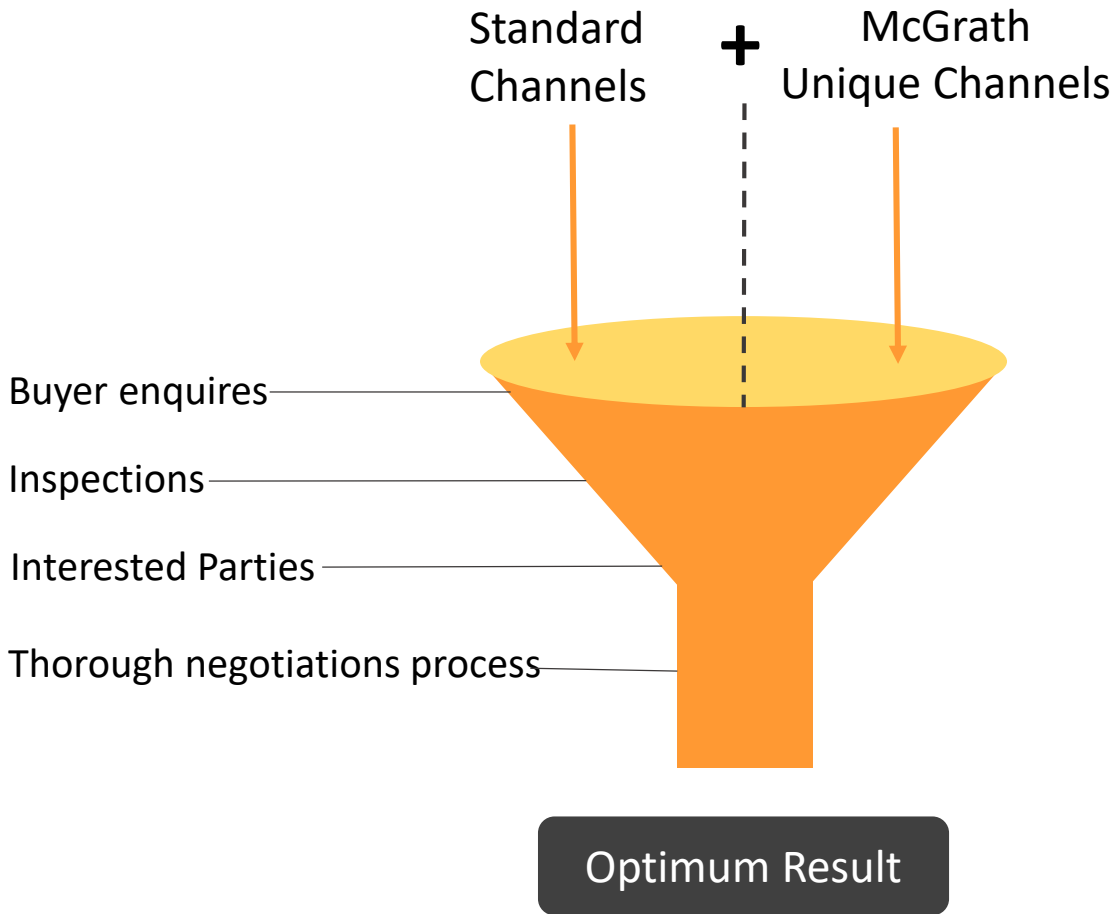 Standard
Channels
+
McGrath
Unique Channels
Buyer enquires
Inspections
Interested Parties
Thorough negotiations process
Optimum Result